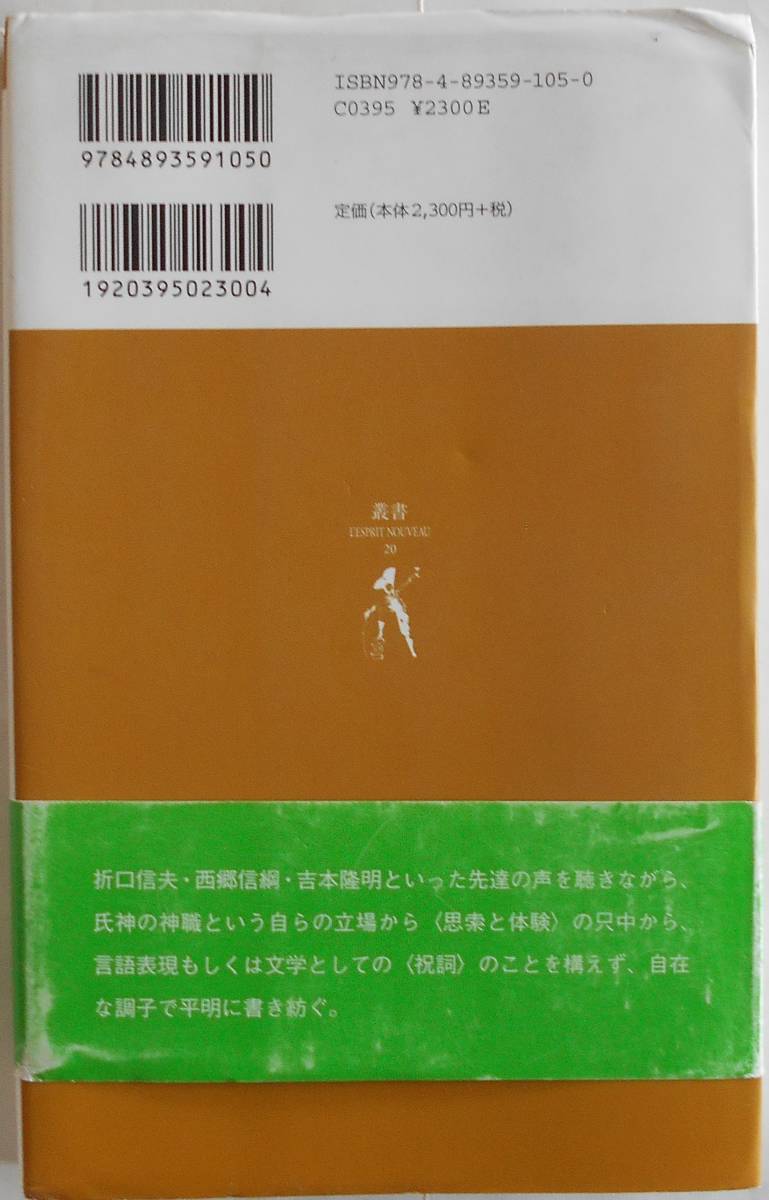 ISBN978-4-89359-105-0
C0395 ¥2300E
9784893591050
定価(本体2,300円+税)
1920395023004
叢書
L'ESPRIT NOUVEAU
20
折口信夫・西郷信綱・吉本隆明といった先達の声を聴きながら、
氏神の神職という自らの立場から〈思索と体験〉の只中から、
言語表現もしくは文学としての〈祝詞〉のことを構えず、自在
な調子で平明に書き紡ぐ。